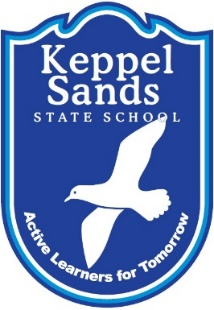 Keppel
Sands
STATE SCHOOL
Active Learners for Tomorrow